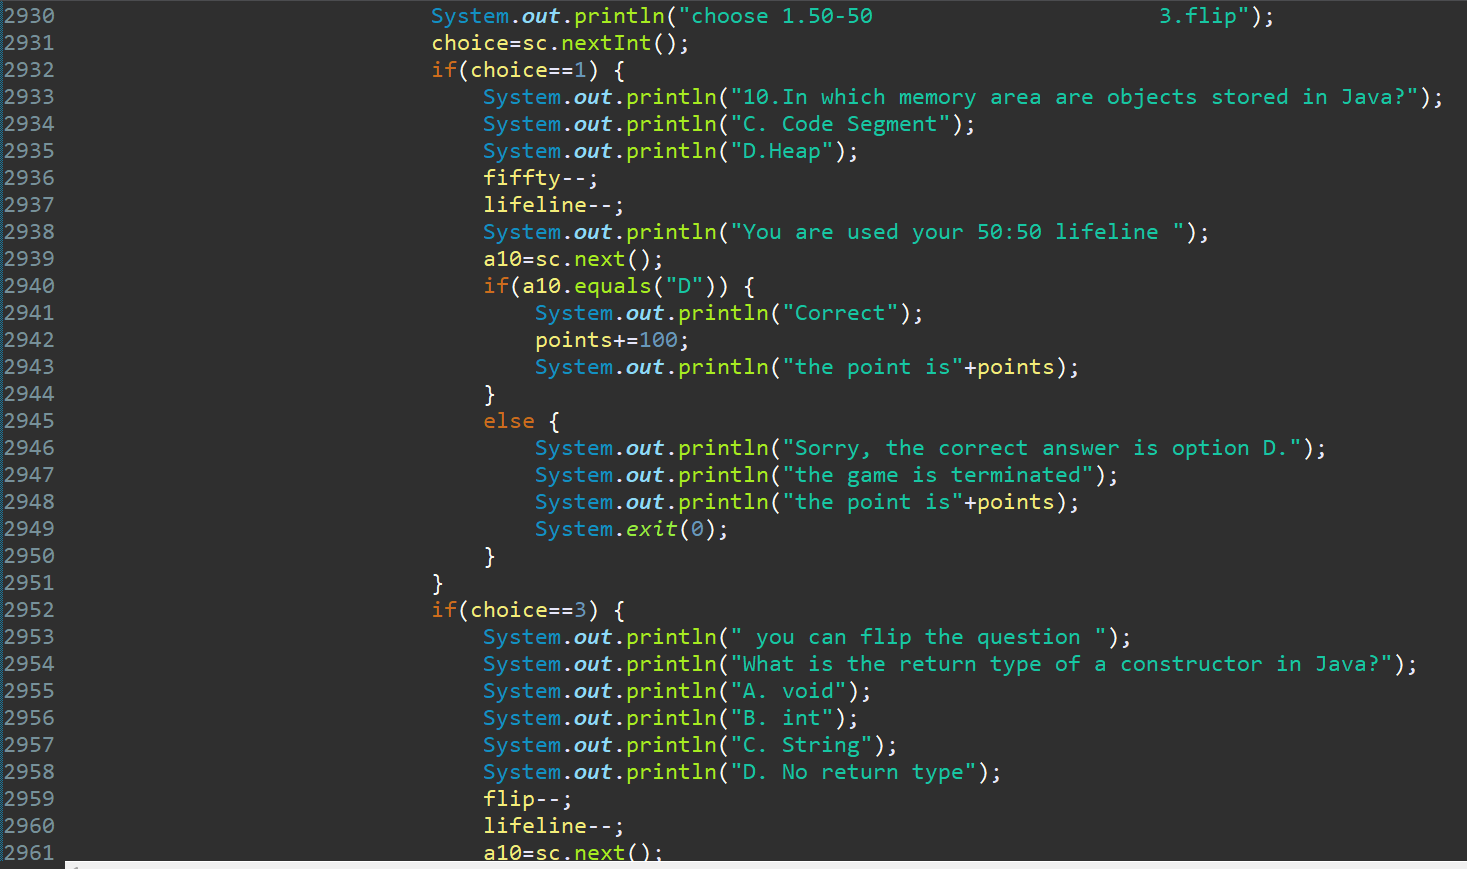 2930 System.out.println("choose 1.50-50                      3.flip");
2931 choice=sc.nextInt();
2932 if(choice==1) {
2933 System.out.println("10.In which memory area are objects stored in Java?");
2934 System.out.println("C. Code Segment");
2935 System.out.println("D.Heap");
2936 fiffty--;
2937 lifeline--;
2938 System.out.println("You are used your 50:50 lifeline ");
2939 a10=sc.next();
2940 if(a10.equals("D")) {
2941 System.out.println("Correct");
2942 points+=100;
2943 System.out.println("the point is"+points);
2944 }
2945 else {
2946 System.out.println("Sorry, the correct answer is option D.");
2947 System.out.println("the game is terminated");
2948 System.out.println("the point is"+points);
2949 System.exit(0);
2950 }
2951 }
2952 if(choice==3) {
2953 System.out.println(" you can flip the question ");
2954 System.out.println("What is the return type of a constructor in Java?");
2955 System.out.println("A. void");
2956 System.out.println("B. int");
2957 System.out.println("C. String");
2958 System.out.println("D. No return type");
2959 flip--;
2960 lifeline--;
2961 a10=sc.next();